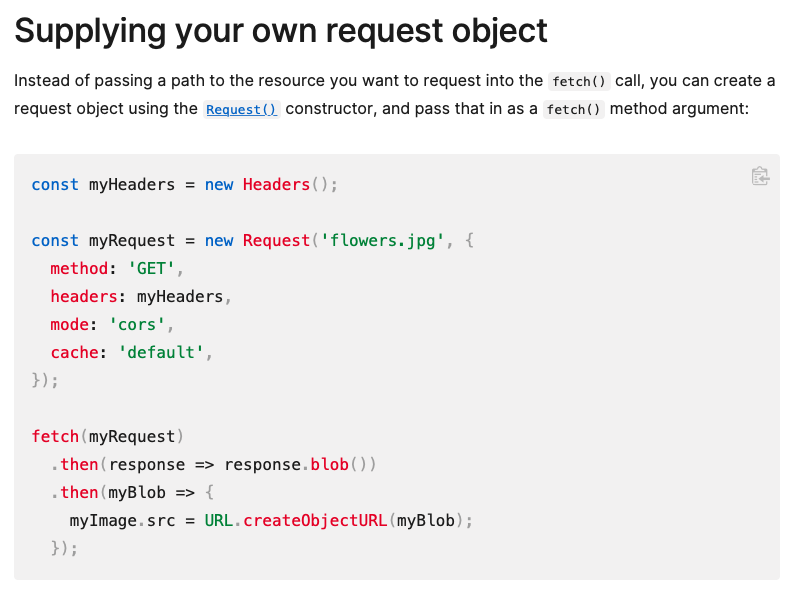 Supplying your own request object
Instead of passing a path to the resource you want to request into the fetch() call, you can create a
request object using the Request() constructor, and pass that in as a fetch() method argument:
const myHeaders = new Headers();
const myRequest = new Request('flowers.jpg', {
  method: 'GET',
  headers: myHeaders,
  mode: 'cors',
  cache: 'default',
});
fetch(myRequest)
  .then(response => response.blob())
  .then(myBlob => {
    myImage.src = URL.createObjectURL(myBlob);
  });